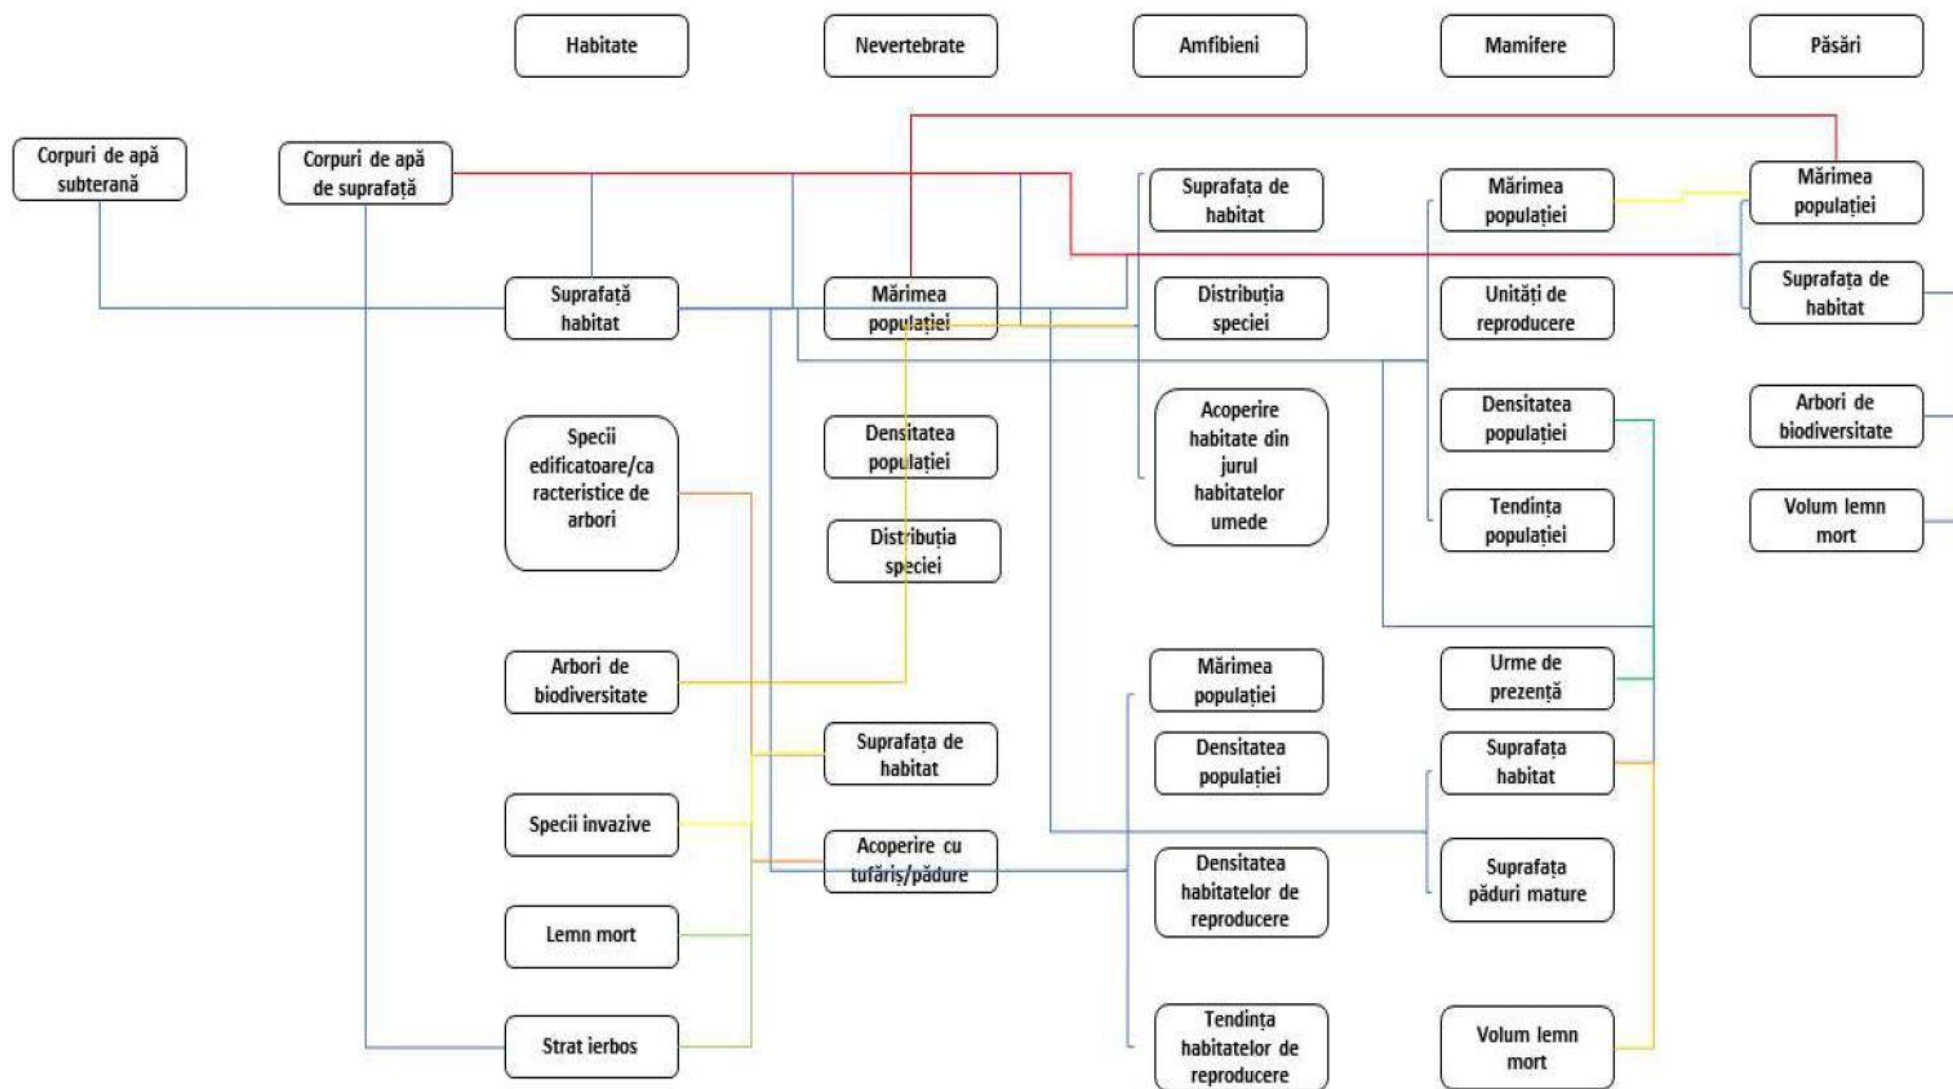 Habitate
Nevertebrate
Amfibieni
Mamifere
Păsări
Corpuri de apă
subterană
Corpuri de apă
de suprafață
Suprafață
habitat
Specii
edificatoare/ca
racteristice de
arbori
Arbori de
biodiversitate
Specii invazive
Lemn mort
Strat ierbos
Mărimea
populației
Densitatea
populației
Distribuția
speciei
Suprafața de
habitat
Acoperire cu
tufăriș/pădure
Suprafața de
habitat
Distribuția
speciei
Acoperire
habitate din
jurul
habitatelor
umede
Mărimea
populației
Densitatea
populației
Densitatea
habitatelor de
reproducere
Tendința
habitatelor de
reproducere
Mărimea
populației
Unități de
reproducere
Densitatea
populației
Tendința
populației
Urme de
prezență
Suprafața
habitat
Suprafața
păduri mature
Volum lemn
mort
Mărimea
populației
Suprafața de
habitat
Arbori de
biodiversitate
Volum lemn
mort